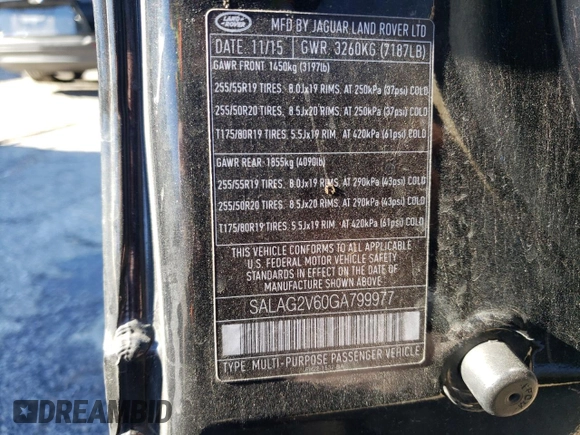 LAND ROVER
MFD BY JAGUAR LAND ROVER LTD
DATE: 11/15 GWR. 3260KG (7187LB)
GAWR FRONT 1450kg (3197lb)
255/55R19 TIRES, 8.0Jx19 RIMS, AT 250kPa (37psi) COLD
255/50R20 TIRES, 8.5Jx20 RIMS, AT 250kPa (37psi) COLD
T175/80R19 TIRES, 5.5Jx19 RIM, AT 420kPa (61psi) COLD
GAWR REAR: 1855kg (4090lb)
255/55R19 TIRES, 8.0Jx19 RIMS, AT 290kPa (43psi) COLD
255/50R20 TIRES, 8.5Jx20 RIMS, AT 290kPa (43psi) COLD
T175/80R19 TIRES, 5.5Jx19 RIM, AT 420kPa (61psi) COLD
THIS VEHICLE CONFORMS TO ALL APPLICABLE
U.S. FEDERAL MOTOR VEHICLE SAFETY
STANDARDS IN EFFECT ON THE DATE OF
MANUFACTURE SHOWN ABOVE.
SALAG2V60GA799977
TYPE: MULTI-PURPOSE PASSENGER VEHICLE
DREAMBID